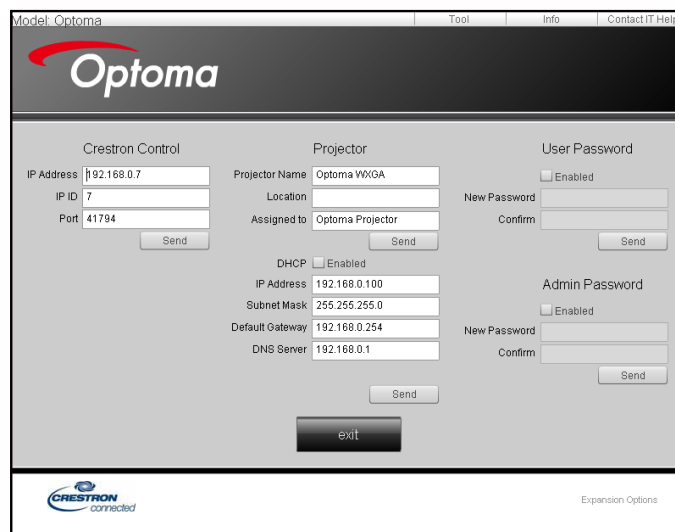 Model: Optoma
Tool
Info
Contact IT Help
Optoma
Crestron Control
IP Address 192.168.0.7
IP ID 7
Port 41794
Send
Projector
Projector Name Optoma WXGA
Location
Assigned to Optoma Projector
Send
DHCP Enabled
IP Address 192.168.0.100
Subnet Mask 255.255.255.0
Default Gateway 192.168.0.254
DNS Server 192.168.0.1
Send
User Password
Enabled
New Password
Confirm
Send
Admin Password
Enabled
New Password
Confirm
Send
exit
CRESTRON
connected
Expansion Options